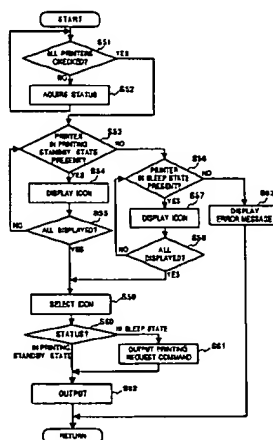 START
S51
ALL PRINTERS
CHECKED?
YES
NO
S52
AQUIRE STATUS
S53
PRINTER
IN PRINTING
STANDBY STATE
PRESENT?
NO
YES
S54
DISPLAY ICON
S55
NO
ALL DISPLAYED?
YES
S56
PRINTER
IN SLEEP STATE
PRESENT?
NO
YES
S57
DISPLAY ICON
S58
NO
ALL
DISPLAYED?
YES
S63
DISPLAY
ERROR MESSAGE
S59
SELECT ICON
S60
STATUS?
IN SLEEP STATE
IN PRINTING
STANDBY STATE
S61
OUTPUT PRINTING
REQUEST COMMAND
S62
OUTPUT
RETURN